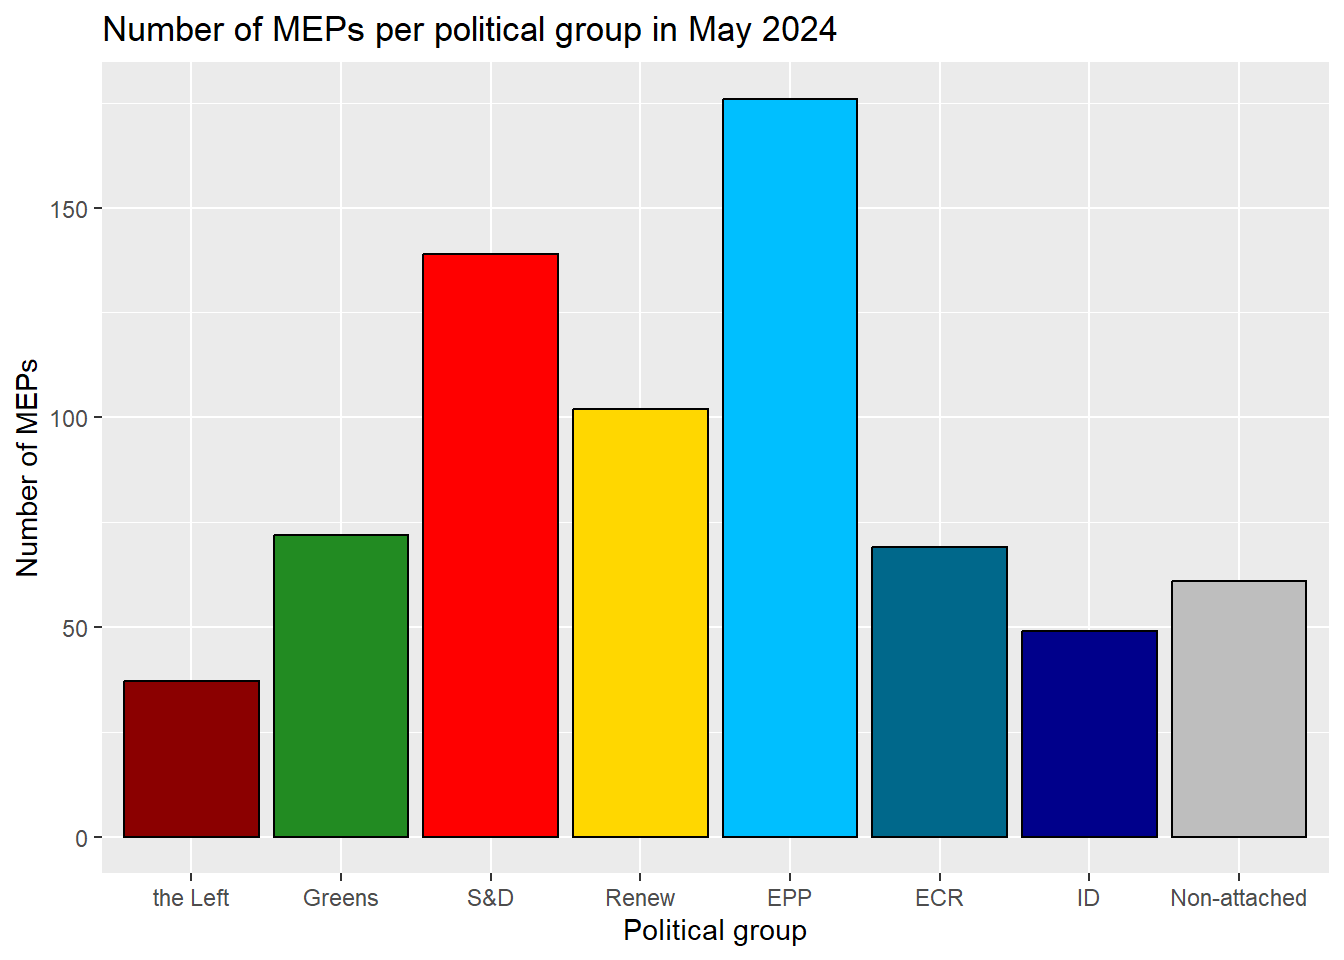 Number of MEPs per political group in May 2024
Number of MEPs
150
100
50
0
the Left Greens S&D Renew EPP ECR ID Non-attached
Political group